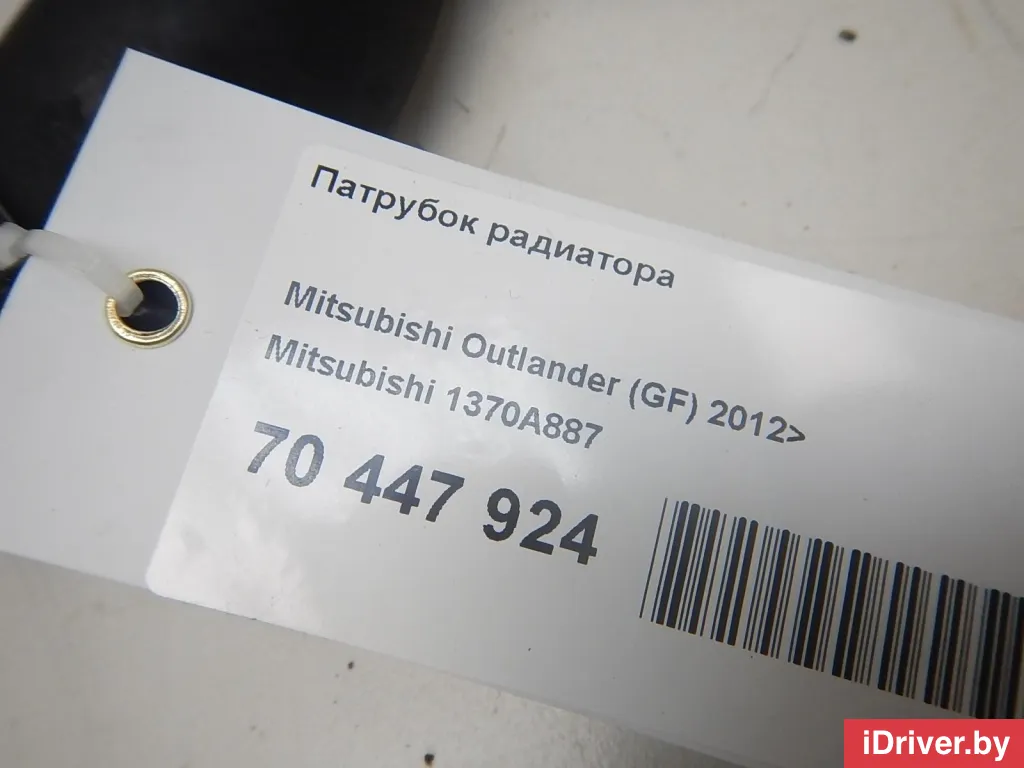 Патрубок радиатора
Mitsubishi Outlander (GF) 2012>
Mitsubishi 1370A887
70 447 924
iDriver.by